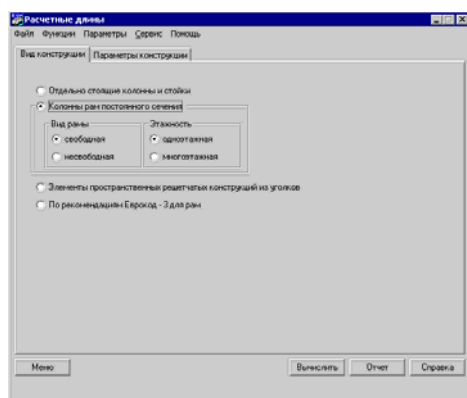 Расчетные длины
Файл Функции Параметры Сервис Помощь
Вид конструкции Параметры конструкции
Отдельно стоящие колонны и стойки
Колонны рам постоянного сечения
Вид рамы Этажность
свободная одноэтажная
несвободная многоэтажная
Элементы пространственных решетчатых конструкций из уголков
По рекомендациям Еврокод - 3 для рам
Меню Вычислить Отчет Справка